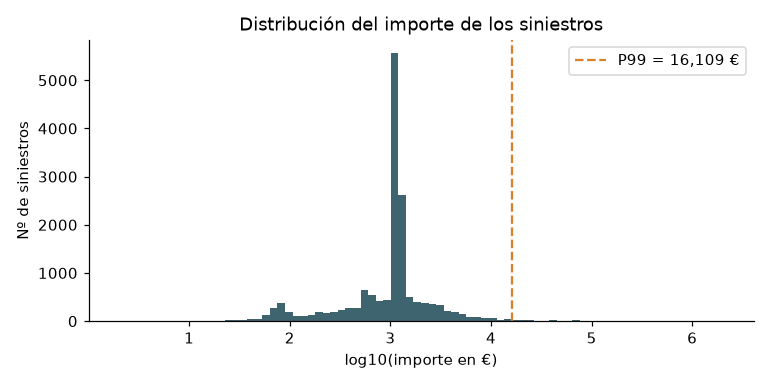 Distribución del importe de los siniestros
P99 = 16,109 €
Nº de siniestros
5000
4000
3000
2000
1000
0
1 2 3 4 5 6
log10(importe en €)